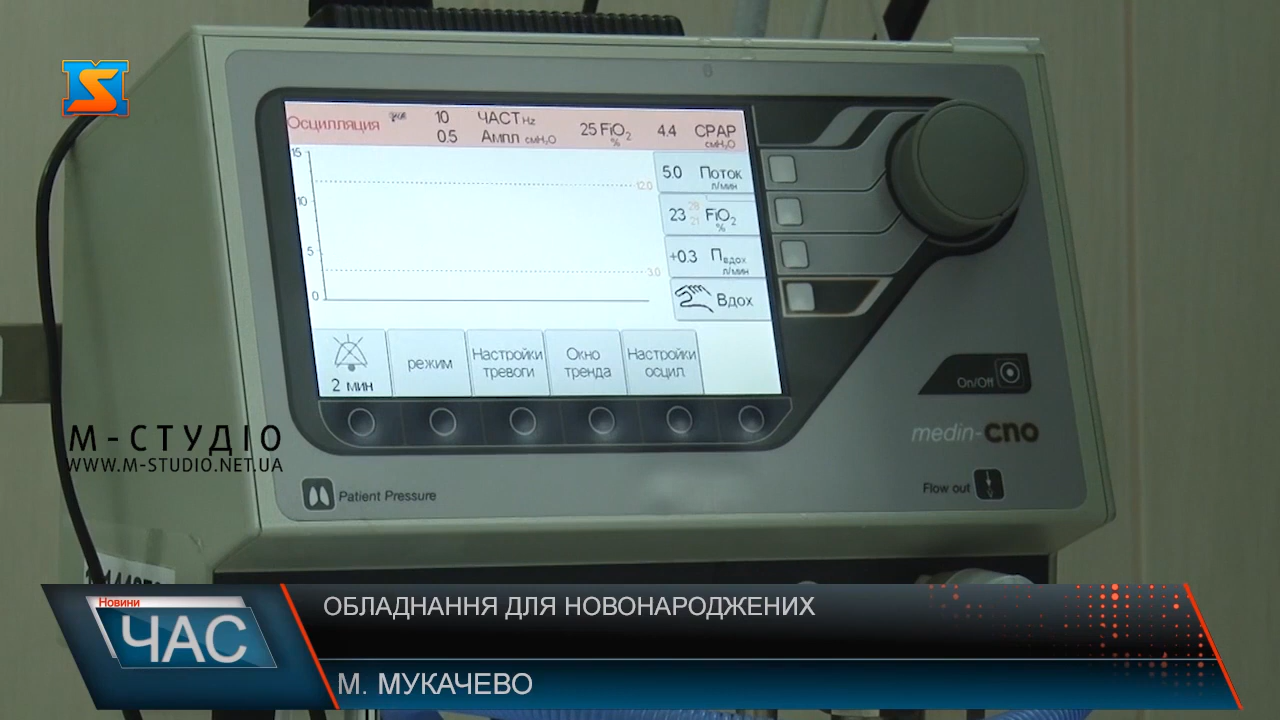 Осцилляция
10 ЧАСТ Hz
0.5 Ампл смH₂O
25 FiO₂ %
4.4 CPAP смH₂O
15
12.0
10
5
3.0
0
5.0 Поток л/мин
23 28 21 FiO₂ %
+0.3 Пвдох л/мин
Вдох
2 мин
режим
Настройки тревоги
Окно тренда
Настройки осцил.
On/Off
medin-cno
Flow out
Patient Pressure
М-СТУДІО
WWW.M-STUDIO.NET.UA
Новини
ЧАС
ОБЛАДНАННЯ ДЛЯ НОВОНАРОДЖЕНИХ
М. МУКАЧЕВО